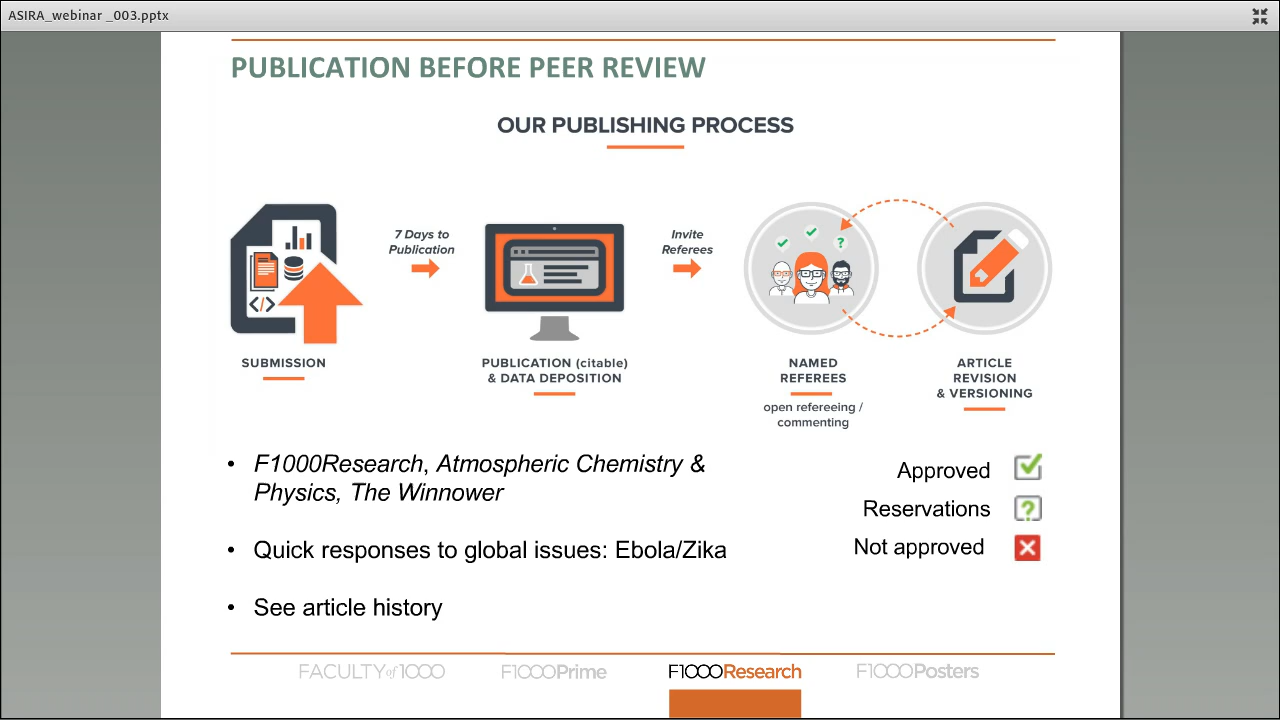 ASIRA_webinar _003.pptx
PUBLICATION BEFORE PEER REVIEW
OUR PUBLISHING PROCESS
7 Days to
Publication
Invite
Referees
SUBMISSION
PUBLICATION (citable)
& DATA DEPOSITION
NAMED
REFEREES
open refereeing /
commenting
ARTICLE
REVISION
& VERSIONING
• F1000Research, Atmospheric Chemistry &
Physics, The Winnower
• Quick responses to global issues: Ebola/Zika
• See article history
Approved
Reservations
Not approved
FACULTY of 1000
F1000Prime
F1000Research
F1000Posters